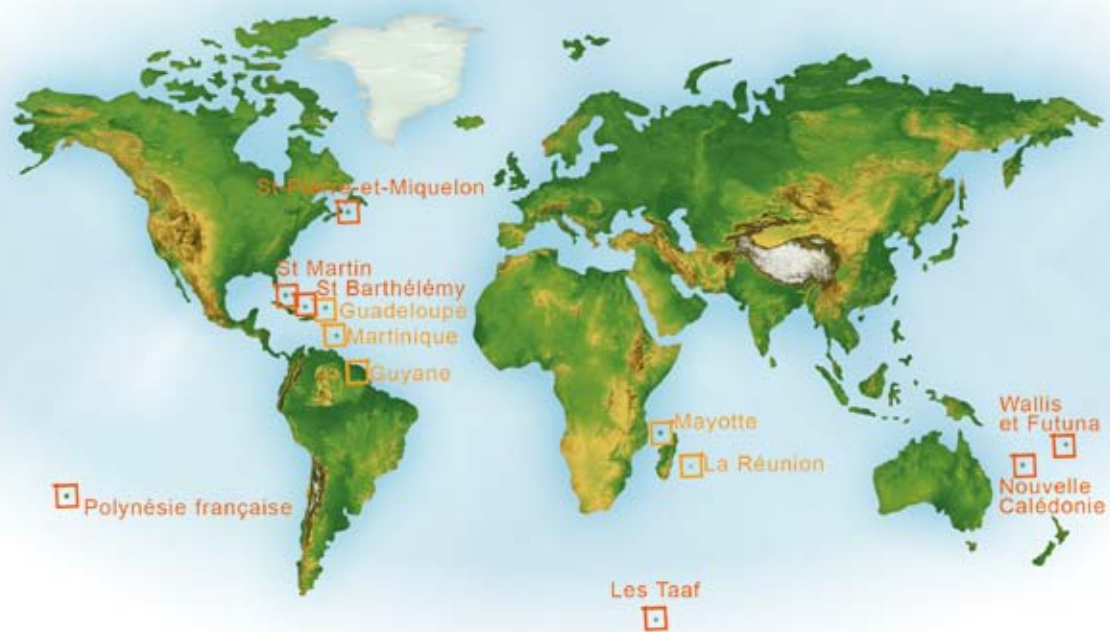 St-Pierre-et-Miquelon
St Martin
St Barthélémy
Guadeloupe
Martinique
Guyane
Mayotte
La Réunion
Wallis
et Futuna
Nouvelle
Calédonie
Polynésie française
Les Taaf